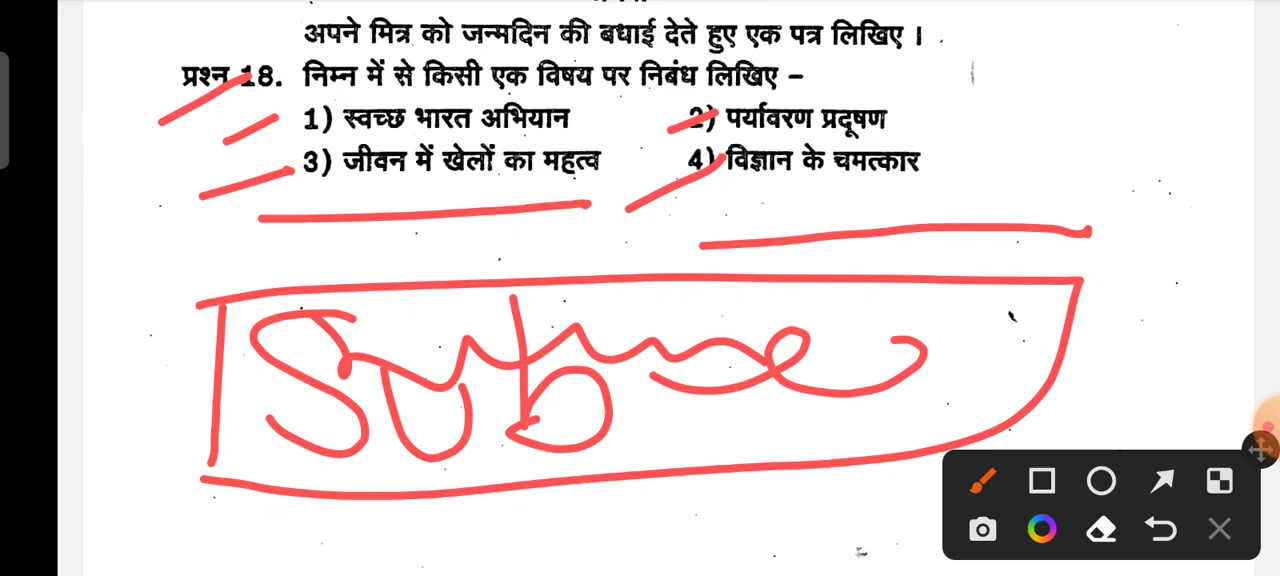 अपने मित्र को जन्मदिन की बधाई देते हुए एक पत्र लिखिए ।
प्रश्न 18. निम्न में से किसी एक विषय पर निबंध लिखिए –
1) स्वच्छ भारत अभियान 2) पर्यावरण प्रदूषण
3) जीवन में खेलों का महत्व 4) विज्ञान के चमत्कार